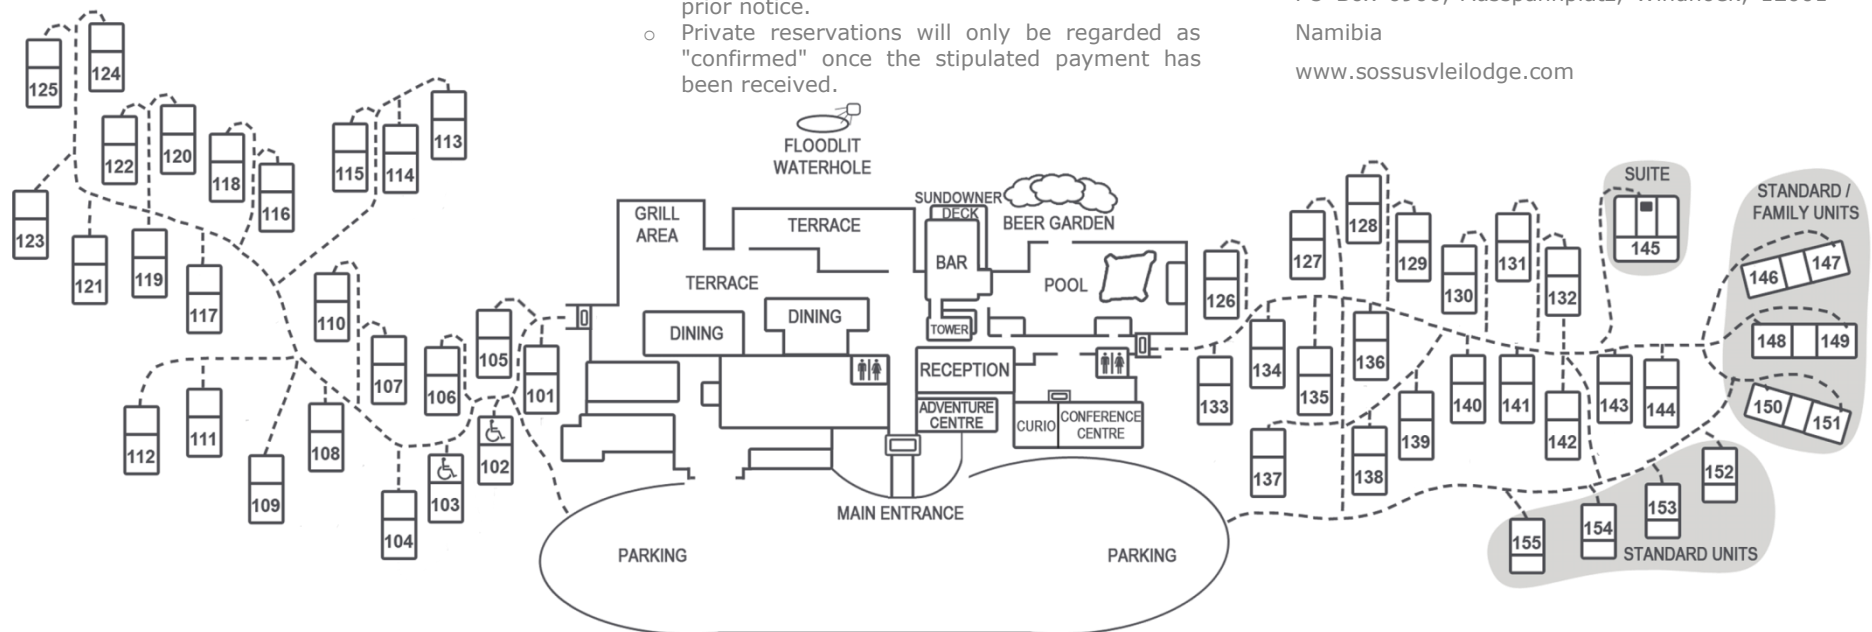 prior notice.
o Private reservations will only be regarded as
"confirmed" once the stipulated payment has
been received.
Namibia
www.sossusvleilodge.com
125
124
122
120
118
116
115
114
113
123
121
119
117
110
107
106
105
101
112
111
109
108
104
103
102
FLOODLIT
WATERHOLE
GRILL
AREA
TERRACE
SUNDOWNER
DECK
BEER GARDEN
BAR
TERRACE
POOL
DINING
DINING
TOWER
RECEPTION
ADVENTURE
CENTRE
CURIO
CONFERENCE
CENTRE
MAIN ENTRANCE
PARKING
PARKING
126
127
128
129
130
131
132
133
134
135
136
137
138
139
140
141
142
143
144
SUITE
145
STANDARD /
FAMILY UNITS
146
147
148
149
150
151
152
153
154
155
STANDARD UNITS